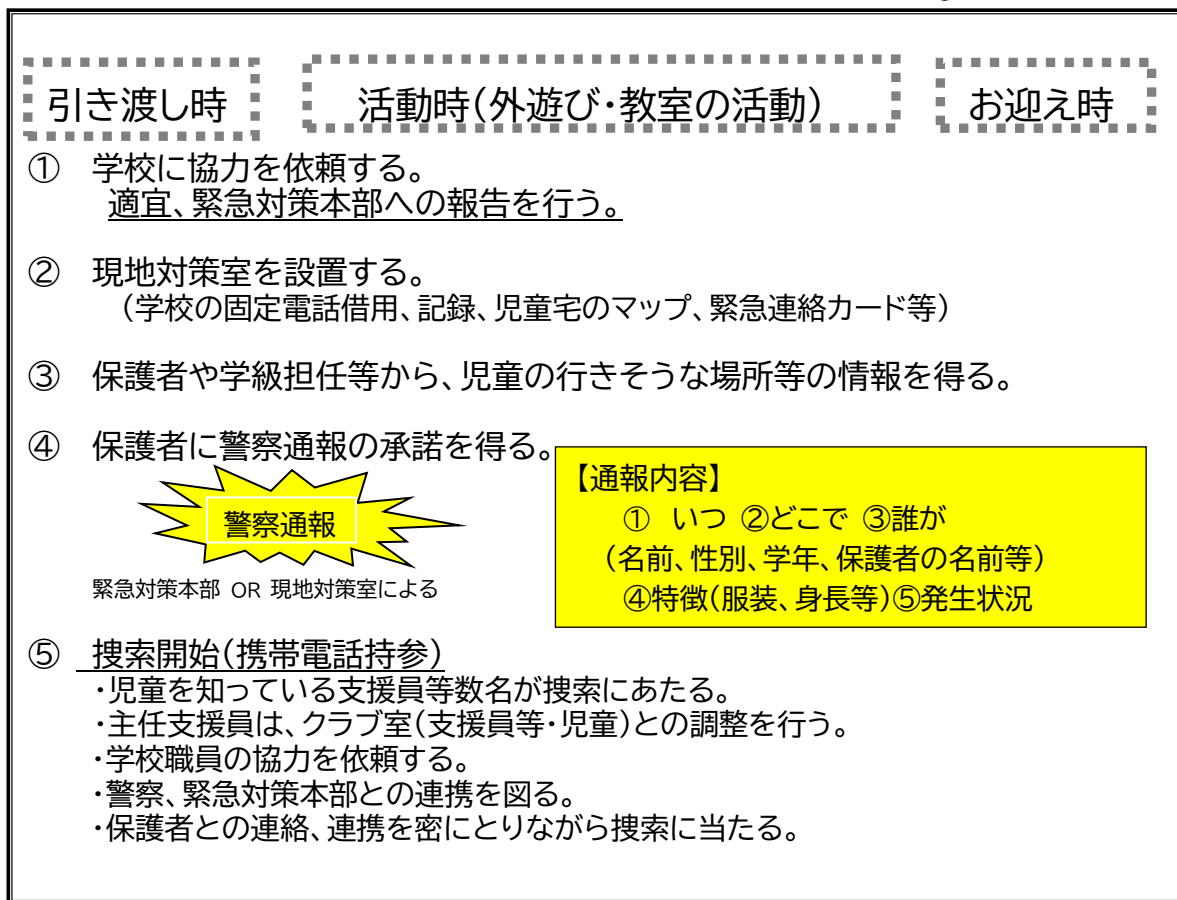 引き渡し時
活動時(外遊び・教室の活動)
お迎え時
① 学校に協力を依頼する。
適宜、緊急対策本部への報告を行う。
② 現地対策室を設置する。
(学校の固定電話借用、記録、児童宅のマップ、緊急連絡カード等)
③ 保護者や学級担任等から、児童の行きそうな場所等の情報を得る。
④ 保護者に警察通報の承諾を得る。
警察通報
緊急対策本部 OR 現地対策室による
【通報内容】
① いつ ②どこで ③誰が
(名前、性別、学年、保護者の名前等)
④特徴(服装、身長等)⑤発生状況
⑤ 捜索開始(携帯電話持参)
・児童を知っている支援員等数名が捜索にあたる。
・主任支援員は、クラブ室(支援員等・児童)との調整を行う。
・学校職員の協力を依頼する。
・警察、緊急対策本部との連携を図る。
・保護者との連絡、連携を密にとりながら捜索に当たる。